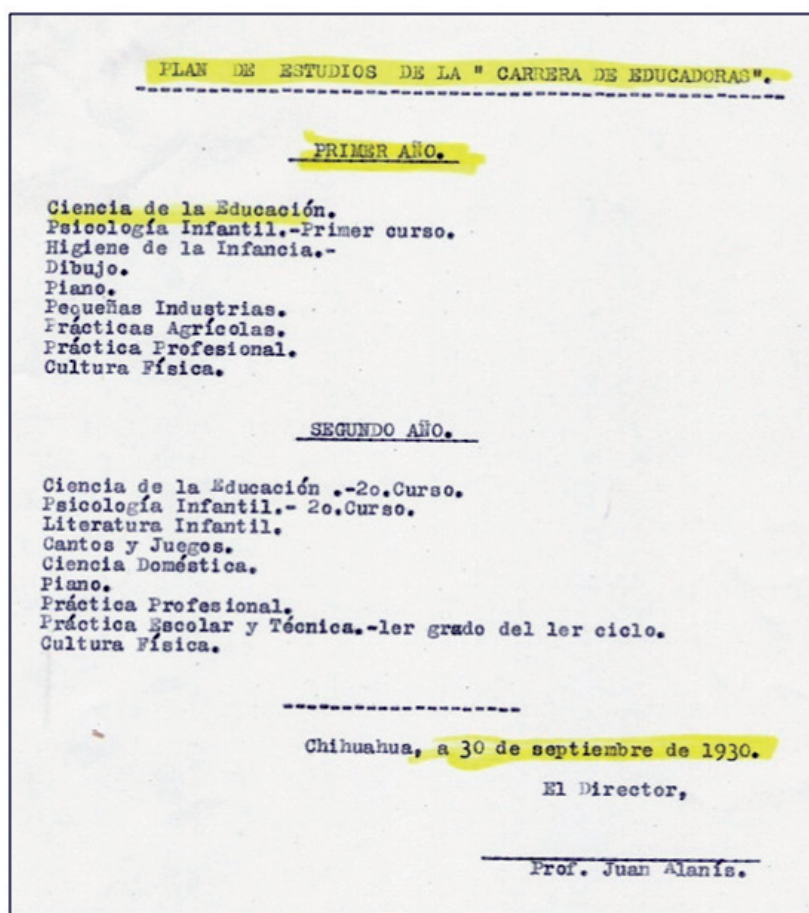 PLAN DE ESTUDIOS DE LA " CARRERA DE EDUCADORAS".
PRIMER AÑO.
Ciencia de la Educación.
Psicología Infantil.-Primer curso.
Higiene de la Infancia.-
Dibujo.
Piano.
Pequeñas Industrias.
Prácticas Agrícolas.
Práctica Profesional.
Cultura Física.
SEGUNDO AÑO.
Ciencia de la Educación .-2o.Curso.
Psicología Infantil.- 2o.Curso.
Literatura Infantil.
Cantos y Juegos.
Ciencia Doméstica.
Piano.
Práctica Profesional.
Práctica Escolar y Técnica.-1er grado del 1er ciclo.
Cultura Física.
Chihuahua, a 30 de septiembre de 1930.
El Director,
Prof. Juan Alanís.